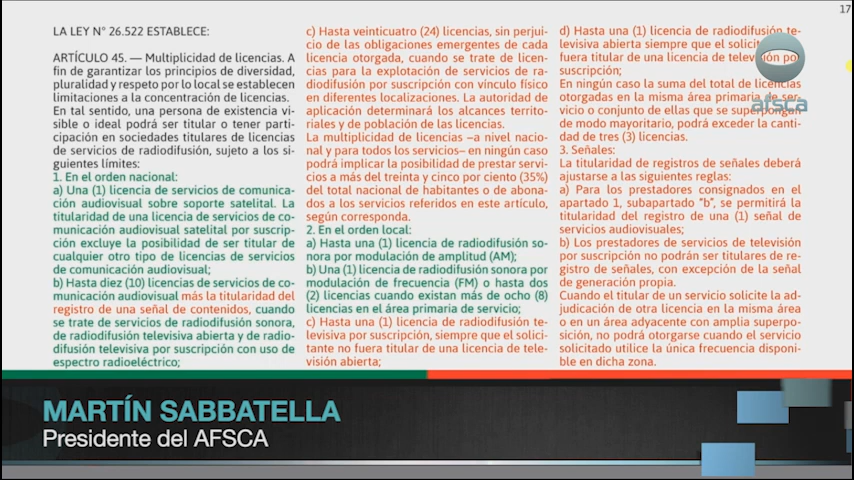 17
LA LEY N° 26.522 ESTABLECE:
ARTÍCULO 45. — Multiplicidad de licencias. A
fin de garantizar los principios de diversidad,
pluralidad y respeto por lo local se establecen
limitaciones a la concentración de licencias.
En tal sentido, una persona de existencia vi-
sible o ideal podrá ser titular o tener par-
ticipación en sociedades titulares de licencias
de servicios de radiodifusión, sujeto a los si-
guientes límites:
1. En el orden nacional:
a) Una (1) licencia de servicios de comunica-
ción audiovisual sobre soporte satelital. La
titularidad de una licencia de servicios de co-
municación audiovisual satelital por suscrip-
ción excluye la posibilidad de ser titular de
cualquier otro tipo de licencias de servicios
de comunicación audiovisual;
b) Hasta diez (10) licencias de servicios de co-
municación audiovisual más la titularidad del
registro de una señal de contenidos, cuando
se trate de servicios de radiodifusión sonora,
de radiodifusión televisiva abierta y de radio-
difusión televisiva por suscripción con uso de
espectro radioeléctrico;
c) Hasta veinticuatro (24) licencias, sin perjui-
cio de las obligaciones emergentes de cada
licencia otorgada, cuando se trate de licen-
cias para la explotación de servicios de ra-
diodifusión por suscripción con vínculo físico
en diferentes localizaciones. La autoridad de
aplicación determinará los alcances territo-
riales y de población de las licencias.
La multiplicidad de licencias –a nivel nacio-
nal y para todos los servicios– en ningún caso
podrá implicar la posibilidad de prestar servi-
cios a más del treinta y cinco por ciento (35%)
del total nacional de habitantes o de abona-
dos a los servicios referidos en este artículo,
según corresponda.
2. En el orden local:
a) Hasta una (1) licencia de radiodifusión so-
nora por modulación de amplitud (AM);
b) Una (1) licencia de radiodifusión sonora por
modulación de frecuencia (FM) o hasta dos
(2) licencias cuando existan más de ocho (8)
licencias en el área primaria de servicio;
c) Hasta una (1) licencia de radiodifusión te-
levisiva por suscripción, siempre que el solici-
tante no fuera titular de una licencia de tele-
visión abierta;
d) Hasta una (1) licencia de radiodifusión te-
levisiva abierta siempre que el solicit
fuera titular de una licencia de televisión por
suscripción;
En ningún caso la suma del total de licencias
otorgadas en la misma área primaria de ser-
vicio o conjunto de ellas que se superpongan
de modo mayoritario, podrá exceder la canti-
dad de tres (3) licencias.
3. Señales:
La titularidad de registros de señales deberá
ajustarse a las siguientes reglas:
a) Para los prestadores consignados en el
apartado 1, subapartado "b", se permitirá la
titularidad del registro de una (1) señal de
servicios audiovisuales;
b) Los prestadores de servicios de televisión
por suscripción no podrán ser titulares de re-
gistro de señales, con excepción de la señal
de generación propia.
Cuando el titular de un servicio solicite la ad-
judicación de otra licencia en la misma área
o en un área adyacente con amplia superpo-
sición, no podrá otorgarse cuando el servicio
solicitado utilice la única frecuencia disponi-
ble en dicha zona.
afsca
MARTÍN SABBATELLA
Presidente del AFSCA